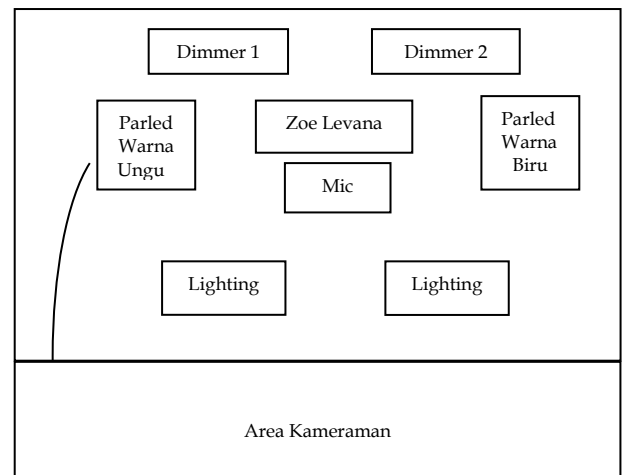 Dimmer 1
Dimmer 2
Parled
Warna
Ungu
Zoe Levana
Mic
Parled
Warna
Biru
Lighting
Lighting
Area Kameraman